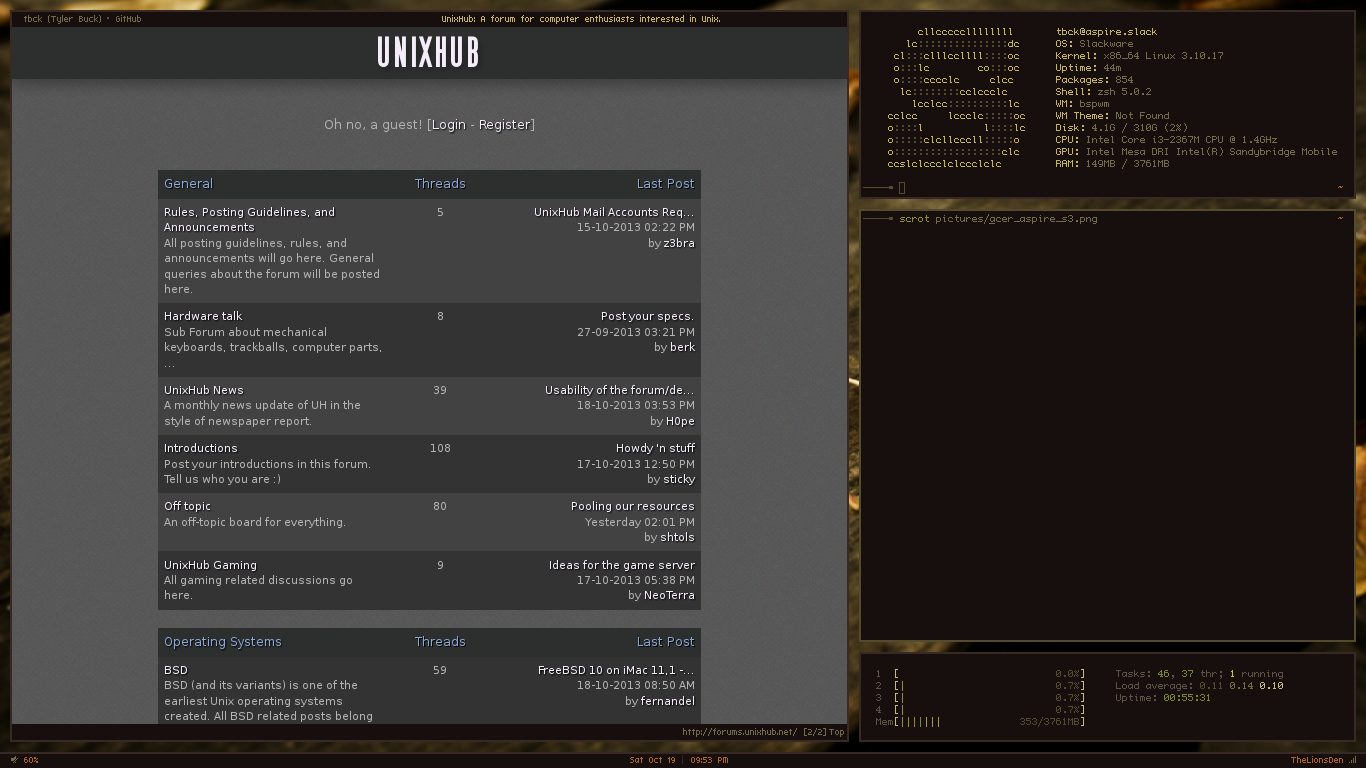 tbck (Tyler Buck) · GitHub
UnixHub: A forum for computer enthusiasts interested in Unix.
UNIXHUB
Oh no, a guest! [Login - Register]
General Threads Last Post
Rules, Posting Guidelines, and
Announcements
All posting guidelines, rules, and
announcements will go here. General
queries about the forum will be posted
here.
5
UnixHub Mail Accounts Req...
15-10-2013 02:22 PM
by z3bra
Hardware talk
Sub Forum about mechanical
keyboards, trackballs, computer parts,
...
8
Post your specs.
27-09-2013 03:21 PM
by berk
UnixHub News
A monthly news update of UH in the
style of newspaper report.
39
Usability of the forum/de...
18-10-2013 03:53 PM
by H0pe
Introductions
Post your introductions in this forum.
Tell us who you are :)
108
Howdy 'n stuff
17-10-2013 12:50 PM
by sticky
Off topic
An off-topic board for everything.
80
Pooling our resources
Yesterday 02:01 PM
by shtols
UnixHub Gaming
All gaming related discussions go
here.
9
Ideas for the game server
17-10-2013 05:38 PM
by NeoTerra
Operating Systems Threads Last Post
BSD
BSD (and its variants) is one of the
earliest Unix operating systems
created. All BSD related posts belong
59
FreeBSD 10 on iMac 11,1 -...
18-10-2013 08:50 AM
by fernandel
http://forums.unixhub.net/ [2/2] Top
cllcccccllllllll
lc:::::::::::::::dc
cl:::clllccellll::::oc
o:::lc co:::oc
o::::cccclc clcc
lc::::::::cclccclc
lcclcc::::::::::lc
cclcc lccclc:::::oc
o::::l l::::lc
o:::::clcllcccll:::::o
o::::::::::::::::::clc
ccslclccclclccclclc
tbck@aspire.slack
OS: Slackware
Kernel: x86_64 Linux 3.10.17
Uptime: 44m
Packages: 854
Shell: zsh 5.0.2
WM: bspwm
WM Theme: Not Found
Disk: 4.1G / 310G (2%)
CPU: Intel Core i3-2367M CPU @ 1.4GHz
GPU: Intel Mesa DRI Intel(R) Sandybridge Mobile
RAM: 149MB / 3761MB
~
scrot pictures/gcer_aspire_s3.png ~
1 [ 0.0%]
2 [| 0.7%]
3 [| 0.7%]
4 [| 0.7%]
Mem[||||||| 353/3761MB]
Tasks: 46, 37 thr; 1 running
Load average: 0.11 0.14 0.10
Uptime: 00:55:31
60%
Sat Oct 19 | 09:53 PM
TheLionsDen